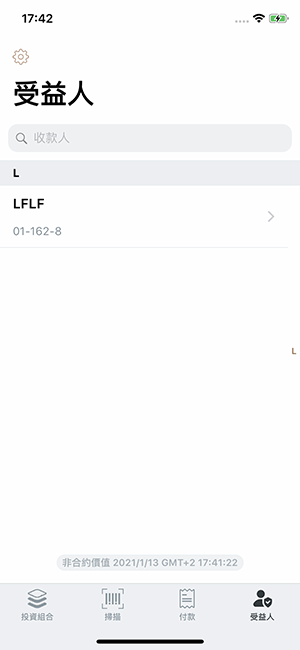 17:42
受益人
收款人
L
LFLF
01-162-8
L
非合約價值 2021/1/13 GMT+2 17:41:22
投資組合
掃描
付款
受益人